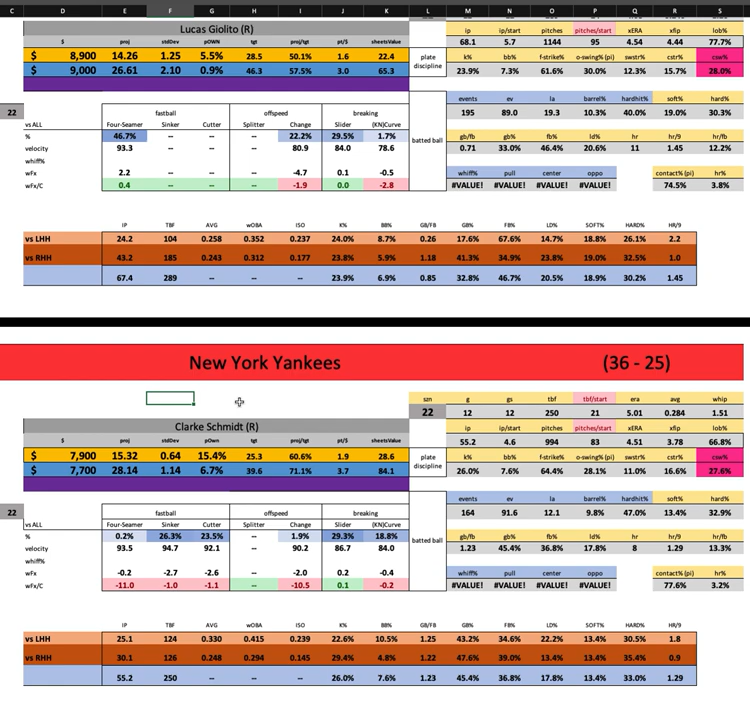 C D E F G H I J K L M N O P Q R S
Lucas Giolito (R) ip ip/start pitches pitches/start xERA xfip lob%
$ proj stdDev pOWN tgt proj/tgt pt/$ sheetsValue 68.1 5.7 1144 95 4.54 4.44 77.7%
$ 8,900 14.26 1.25 5.5% 28.5 50.1% 1.6 22.4 plate discipline k% bb% f-strike% o-swing%(pi) swstr% cstr% csw%
$ 9,000 26.61 2.10 0.9% 46.3 57.5% 3.0 65.3 23.9% 7.3% 61.6% 30.0% 12.3% 15.7% 28.0%
events ev la barrel% hardhit% soft% hard%
22 fastball offspeed breaking 195 89.0 19.3 10.3% 40.0% 19.0% 30.3%
vs ALL Four-Seamer Sinker Cutter Splitter Change Slider (KN)Curve
% 46.7% -- -- -- 22.2% 29.5% 1.7% batted ball gb/fb gb% fb% ld% hr hr/9 hr/fb
velocity 93.3 -- -- -- 80.9 84.0 78.6 0.71 33.0% 46.4% 20.6% 11 1.45 12.2%
whiff%
wFx 2.2 -- -- -- -4.7 0.1 -0.5 whiff% pull center oppo contact% (pi) hr%
wFx/C 0.4 -- -- -- -1.9 0.0 -2.8 #VALUE! #VALUE! #VALUE! #VALUE! 74.5% 3.8%
IP TBF AVG wOBA ISO K% BB% GB/FB GB% FB% LD% SOFT% HARD% HR/9
vs LHH 24.2 104 0.258 0.352 0.237 24.0% 8.7% 0.26 17.6% 67.6% 14.7% 18.8% 26.1% 2.2
vs RHH 43.2 185 0.243 0.312 0.177 23.8% 5.9% 1.18 41.3% 34.9% 23.8% 19.0% 32.5% 1.0
67.4 289 -- -- -- 23.9% 6.9% 0.85 32.8% 46.7% 20.5% 18.9% 30.2% 1.45
New York Yankees (36 - 25)
szn g gs tbf tbf/start era avg whip
22 12 12 250 21 5.01 0.284 1.51
Clarke Schmidt (R) ip ip/start pitches pitches/start xERA xfip lob%
$ proj stdDev pOwn tgt proj/tgt pt/$ sheetsValue 55.2 4.6 994 83 4.51 3.78 66.8%
$ 7,900 15.32 0.64 15.4% 25.3 60.6% 1.9 28.6 plate discipline k% bb% f-strike% o-swing%(pi) swstr% cstr% csw%
$ 7,700 28.14 1.14 6.7% 39.6 71.1% 3.7 84.1 26.0% 7.6% 64.4% 28.1% 11.0% 16.6% 27.6%
events ev la barrel% hardhit% soft% hard%
22 fastball offspeed breaking 164 91.6 12.1 9.8% 47.0% 13.4% 32.9%
vs ALL Four-Seamer Sinker Cutter Splitter Change Slider (KN)Curve
% 0.2% 26.3% 23.5% -- 1.9% 29.3% 18.8% batted ball gb/fb gb% fb% ld% hr hr/9 hr/fb
velocity 93.5 94.7 92.1 -- 90.2 86.7 84.0 1.23 45.4% 36.8% 17.8% 8 1.29 13.3%
whiff%
wFx -0.2 -2.7 -2.6 -- -2.0 0.2 -0.4 whiff% pull center oppo contact% (pi) hr%
wFx/C -11.0 -1.0 -1.1 -- -10.5 0.1 -0.2 #VALUE! #VALUE! #VALUE! #VALUE! 77.6% 3.2%
IP TBF AVG wOBA ISO K% BB% GB/FB GB% FB% LD% SOFT% HARD% HR/9
vs LHH 25.1 124 0.330 0.415 0.239 22.6% 10.5% 1.25 43.2% 34.6% 22.2% 13.4% 30.5% 1.8
vs RHH 30.1 126 0.248 0.294 0.145 29.4% 4.8% 1.22 47.6% 39.0% 13.4% 13.4% 35.4% 0.9
55.2 250 -- -- -- 26.0% 7.6% 1.23 45.4% 36.8% 17.8% 13.4% 33.0% 1.29